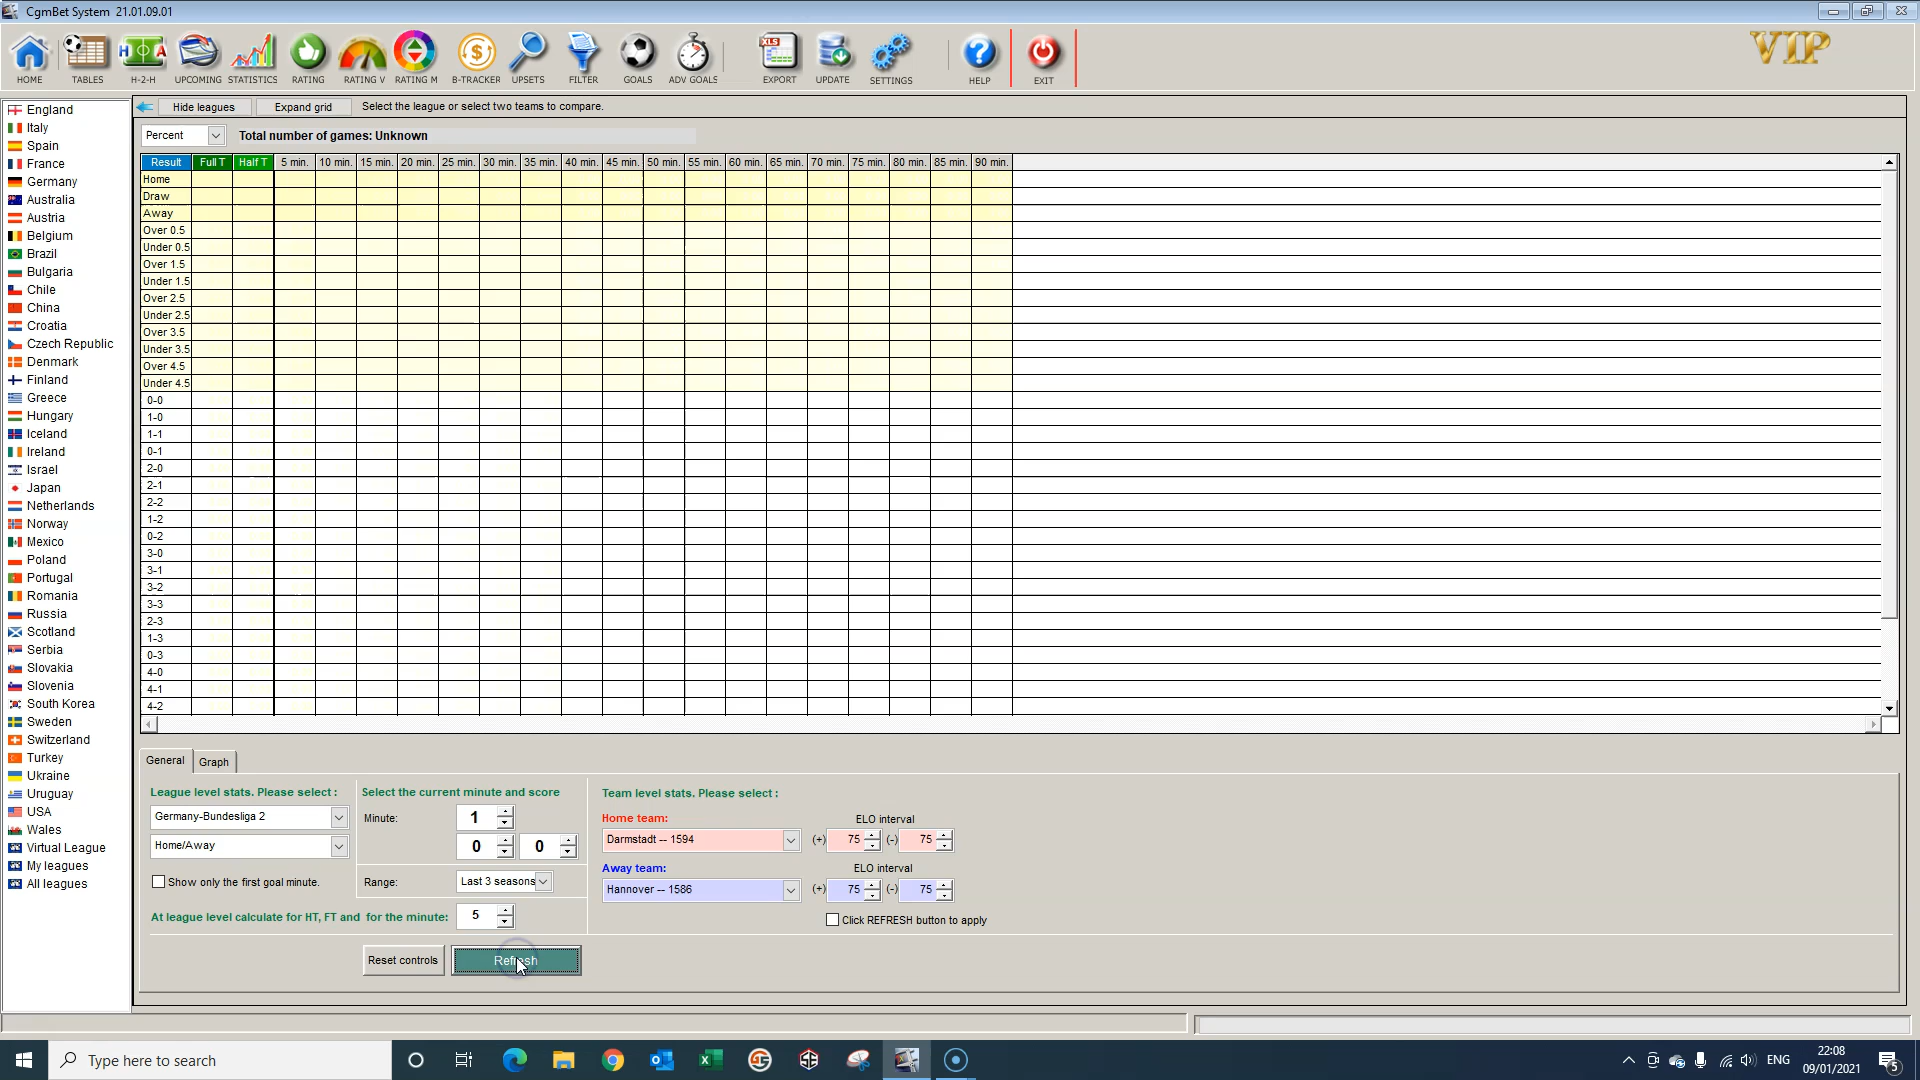 CgmBet System 21.01.09.01
VIP
HOME TABLES H-2-H UPCOMING STATISTICS RATING RATING V RATING M B-TRACKER UPSETS FILTER GOALS ADV GOALS EXPORT UPDATE SETTINGS HELP EXIT
Hide leagues Expand grid Select the league or select two teams to compare.
Percent Total number of games: Unknown
Result Full T Half T 5 min. 10 min. 15 min. 20 min. 25 min. 30 min. 35 min. 40 min. 45 min. 50 min. 55 min. 60 min. 65 min. 70 min. 75 min. 80 min. 85 min. 90 min.
Home
Draw
Away
Over 0.5
Under 0.5
Over 1.5
Under 1.5
Over 2.5
Under 2.5
Over 3.5
Under 3.5
Over 4.5
Under 4.5
0-0
1-0
1-1
0-1
2-0
2-1
2-2
1-2
0-2
3-0
3-1
3-2
3-3
2-3
1-3
0-3
4-0
4-1
4-2
England
Italy
Spain
France
Germany
Australia
Austria
Belgium
Brazil
Bulgaria
Chile
China
Croatia
Czech Republic
Denmark
Finland
Greece
Hungary
Iceland
Ireland
Israel
Japan
Netherlands
Norway
Mexico
Poland
Portugal
Romania
Russia
Scotland
Serbia
Slovakia
Slovenia
South Korea
Sweden
Switzerland
Turkey
Ukraine
Uruguay
USA
Wales
Virtual League
My leagues
All leagues
General Graph
League level stats. Please select :
Germany-Bundesliga 2
Home/Away
Show only the first goal minute.
At league level calculate for HT, FT and for the minute: 5
Select the current minute and score
Minute: 1
0 0
Range: Last 3 seasons
Reset controls Refresh
Team level stats. Please select :
Home team: ELO interval
Darmstadt -- 1594 (+) 75 (-) 75
Away team: ELO interval
Hannover -- 1586 (+) 75 (-) 75
Click REFRESH button to apply
Type here to search
ENG
22:08
09/01/2021
5